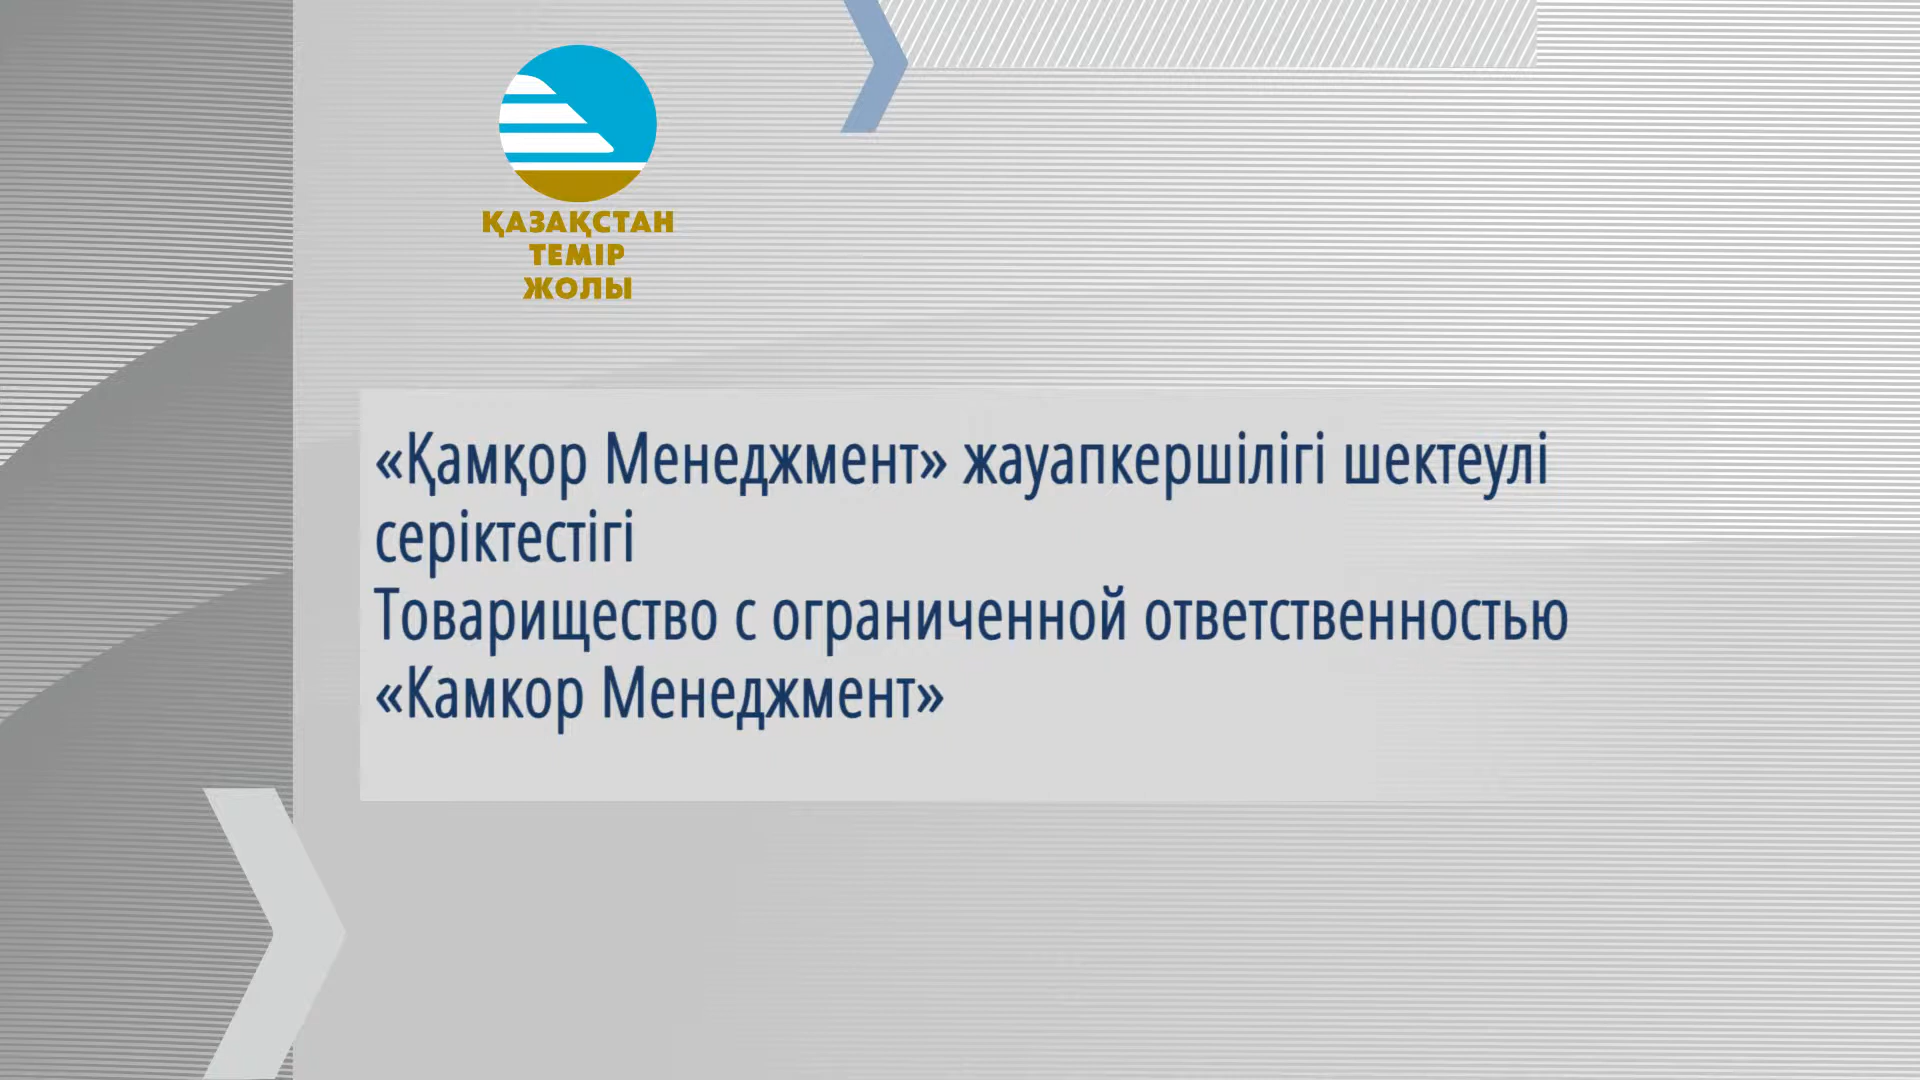 ҚАЗАҚСТАН
ТЕМІР
ЖОЛЫ
«Қамқор Менеджмент» жауапкершілігі шектеулі
серіктестігі
Товарищество с ограниченной ответственностью
«Камкор Менеджмент»